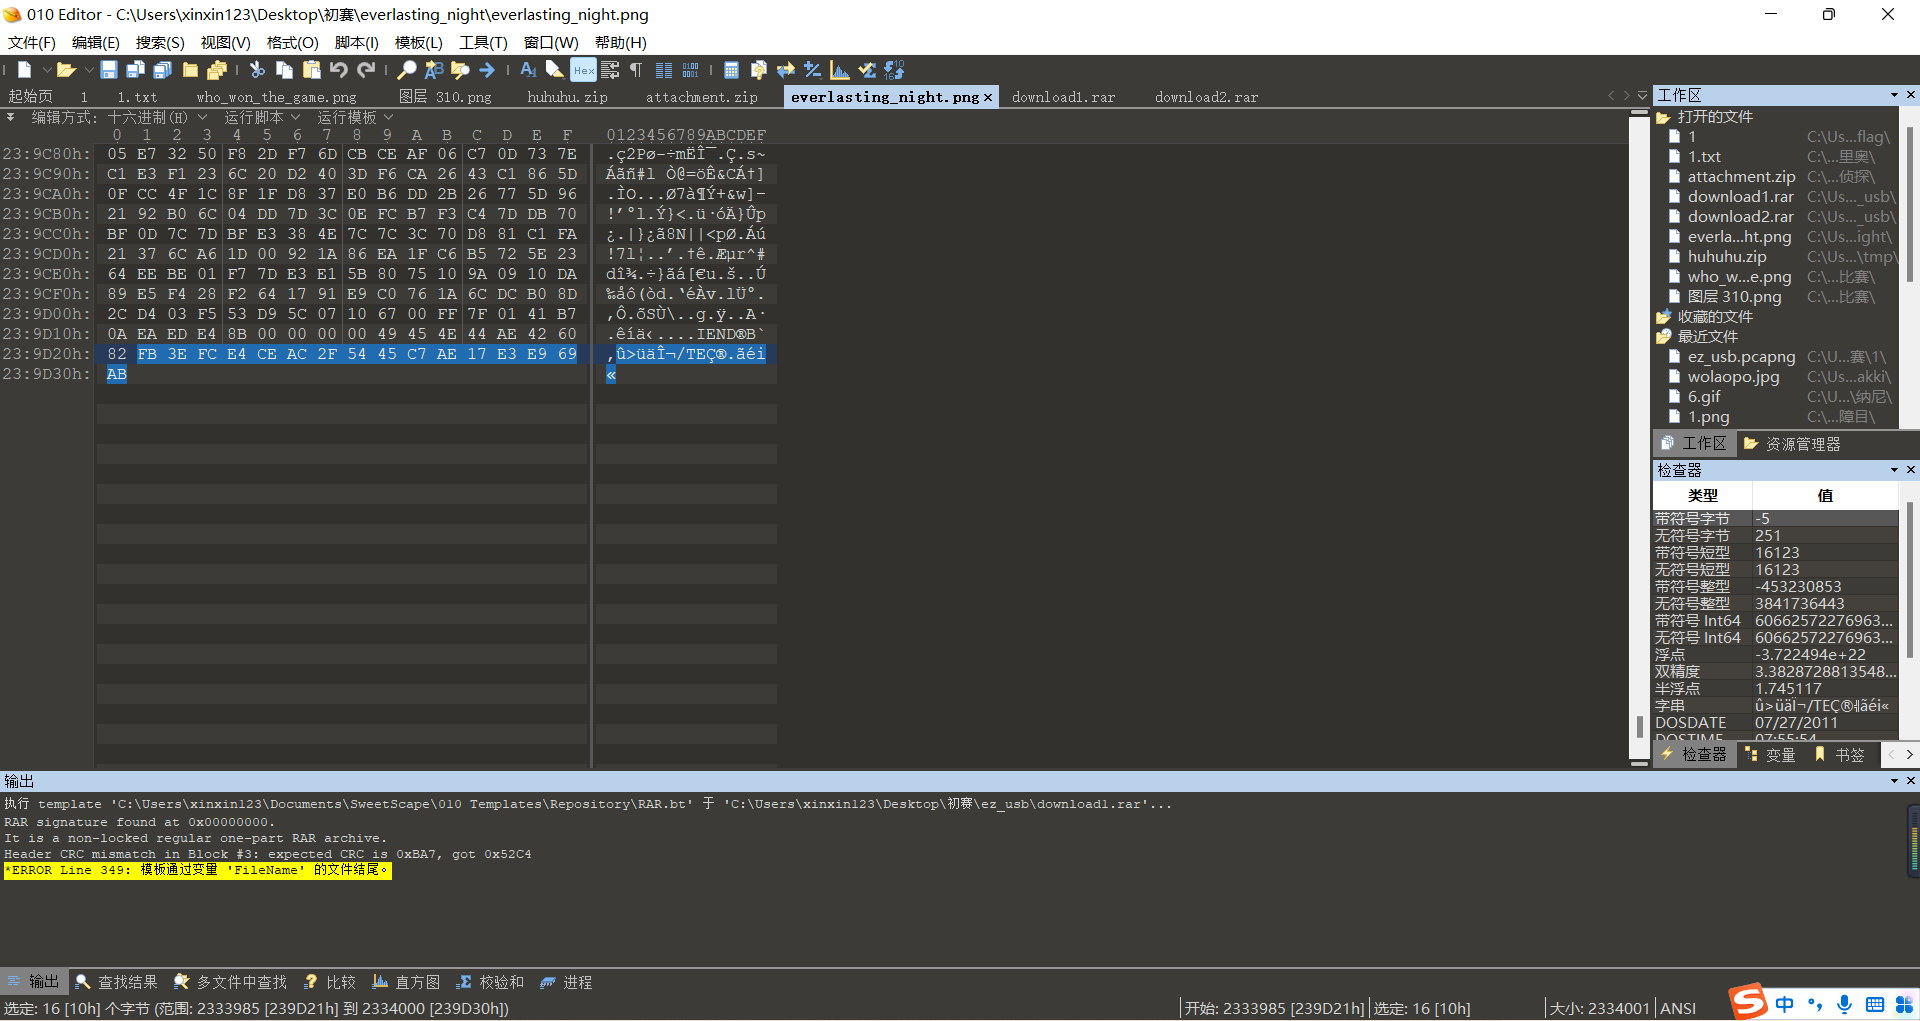 010 Editor - C:\Users\xinxin123\Desktop\初赛\everlasting_night\everlasting_night.png
文件(F) 编辑(E) 搜索(S) 视图(V) 格式(O) 脚本(I) 模板(L) 工具(T) 窗口(W) 帮助(H)
起始页 1 1.txt who_won_the_game.png 图层 310.png huhuhu.zip attachment.zip everlasting_night.png download1.rar download2.rar
编辑方式: 十六进制(H) 运行脚本 运行模板
0 1 2 3 4 5 6 7 8 9 A B C D E F 0123456789ABCDEF
23:9C80h: 05 E7 32 50 F8 2D F7 6D CB CE AF 06 C7 0D 73 7E .ç2Pø-÷mËÎ¯.Ç.s~
23:9C90h: C1 E3 F1 23 6C 20 D2 40 3D F6 CA 26 43 C1 86 5D Áãñ#l Ò@=öÊ&CÁ†]
23:9CA0h: 0F CC 4F 1C 8F 1F D8 37 E0 B6 DD 2B 26 77 5D 96 .ÌO...Ø7à¶Ý+&w]–
23:9CB0h: 21 92 B0 6C 04 DD 7D 3C 0E FC B7 F3 C4 7D DB 70 !’°l.Ý}<.ü·óÄ}Ûp
23:9CC0h: BF 0D 7C 7D BF E3 38 4E 7C 7C 3C 70 D8 81 C1 FA ¿.|}¿ã8N||<pØ.Áú
23:9CD0h: 21 37 6C A6 1D 00 92 1A 86 EA 1F C6 B5 72 5E 23 !7l¦..’.†ê.Æµr^#
23:9CE0h: 64 EE BE 01 F7 7D E3 E1 5B 80 75 10 9A 09 10 DA dî¾.÷}ãá[€u.š..Ú
23:9CF0h: 89 E5 F4 28 F2 64 17 91 E9 C0 76 1A 6C DC B0 8D ‰åô(òd.‘éÀv.lÜ°.
23:9D00h: 2C D4 03 F5 53 D9 5C 07 10 67 00 FF 7F 01 41 B7 ,Ô.õSÙ\..g.ÿ..A·
23:9D10h: 0A EA ED E4 8B 00 00 00 00 49 45 4E 44 AE 42 60 .êíä‹....IEND®B`
23:9D20h: 82 FB 3E FC E4 CE AC 2F 54 45 C7 AE 17 E3 E9 69 ‚û>üäÎ¬/TEÇ®.ãéi
23:9D30h: AB «
工作区
打开的文件
1 C:\Us...flag\
1.txt C:\...里奥\
attachment.zip C:\...侦探\
download1.rar C:\Us..._usb\
download2.rar C:\Us..._usb\
everla...ht.png C:\Us...ight\
huhuhu.zip C:\Us...\tmp\
who_w...e.png C:\...比赛\
图层 310.png C:\...比赛\
收藏的文件
最近文件
ez_usb.pcapng C:\U...赛\1\
wolaopo.jpg C:\Us...akki\
6.gif C:\U...\纳尼\
1.png C:\...障目\
工作区 资源管理器
检查器
类型 值
带符号字节 -5
无符号字节 251
带符号短型 16123
无符号短型 16123
带符号整型 -453230853
无符号整型 3841736443
带符号 Int64 60662572276963...
无符号 Int64 60662572276963...
浮点 -3.722494e+22
双精度 3.3828728813548...
半浮点 1.745117
字串 û>üäÎ¬/TEÇ®ãéi«
DOSDATE 07/27/2011
DOSTIME 07:55:54
检查器 变量 书签
输出
执行 template 'C:\Users\xinxin123\Documents\SweetScape\010 Templates\Repository\RAR.bt' 于 'C:\Users\xinxin123\Desktop\初赛\ez_usb\download1.rar'...
RAR signature found at 0x00000000.
It is a non-locked regular one-part RAR archive.
Header CRC mismatch in Block #3: expected CRC is 0xBA7, got 0x52C4
*ERROR Line 349: 模板通过变量 'FileName' 的文件结尾。
输出 查找结果 多文件中查找 比较 直方图 校验和 进程
选定: 16 [10h] 个字节 (范围: 2333985 [239D21h] 到 2334000 [239D30h]) 开始: 2333985 [239D21h] 选定: 16 [10h] 大小: 2334001 ANSI 中